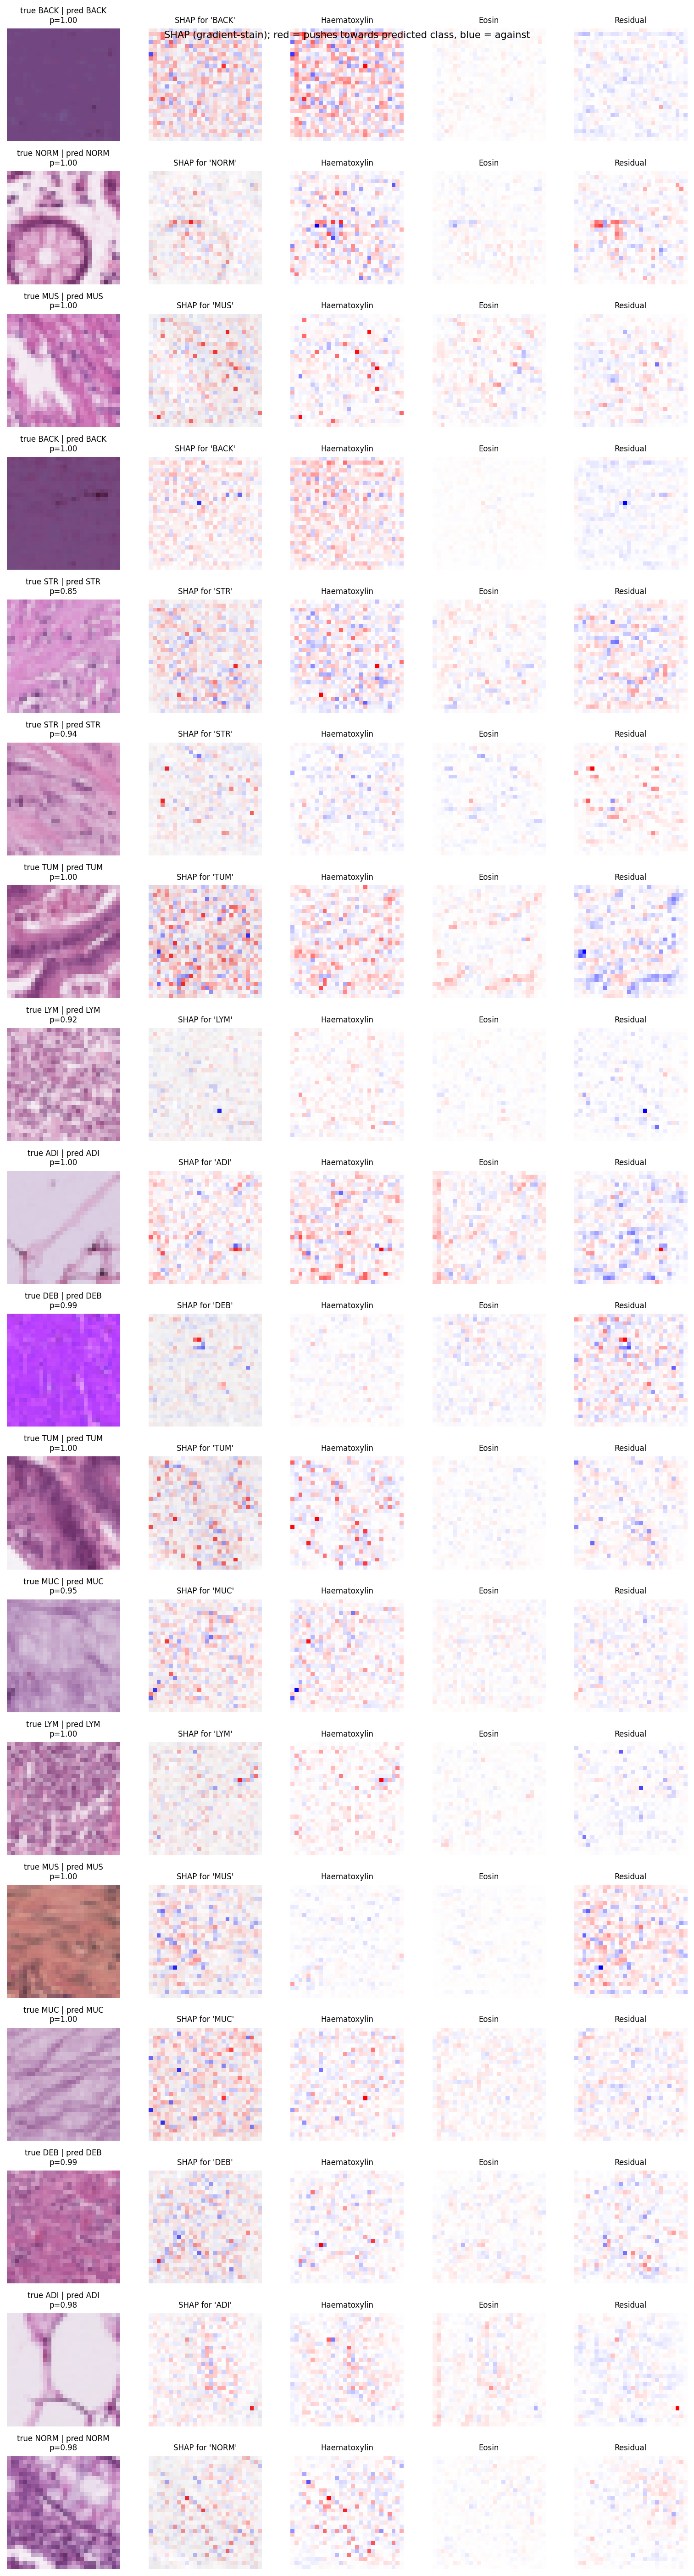 SHAP (gradient-stain); red = pushes towards predicted class, blue = against
true BACK | pred BACK
p=1.00
SHAP for 'BACK'
Haematoxylin
Eosin
Residual
true NORM | pred NORM
p=1.00
SHAP for 'NORM'
Haematoxylin
Eosin
Residual
true MUS | pred MUS
p=1.00
SHAP for 'MUS'
Haematoxylin
Eosin
Residual
true BACK | pred BACK
p=1.00
SHAP for 'BACK'
Haematoxylin
Eosin
Residual
true STR | pred STR
p=0.85
SHAP for 'STR'
Haematoxylin
Eosin
Residual
true STR | pred STR
p=0.94
SHAP for 'STR'
Haematoxylin
Eosin
Residual
true TUM | pred TUM
p=1.00
SHAP for 'TUM'
Haematoxylin
Eosin
Residual
true LYM | pred LYM
p=0.92
SHAP for 'LYM'
Haematoxylin
Eosin
Residual
true ADI | pred ADI
p=1.00
SHAP for 'ADI'
Haematoxylin
Eosin
Residual
true DEB | pred DEB
p=0.99
SHAP for 'DEB'
Haematoxylin
Eosin
Residual
true TUM | pred TUM
p=1.00
SHAP for 'TUM'
Haematoxylin
Eosin
Residual
true MUC | pred MUC
p=0.95
SHAP for 'MUC'
Haematoxylin
Eosin
Residual
true LYM | pred LYM
p=1.00
SHAP for 'LYM'
Haematoxylin
Eosin
Residual
true MUS | pred MUS
p=1.00
SHAP for 'MUS'
Haematoxylin
Eosin
Residual
true MUC | pred MUC
p=1.00
SHAP for 'MUC'
Haematoxylin
Eosin
Residual
true DEB | pred DEB
p=0.99
SHAP for 'DEB'
Haematoxylin
Eosin
Residual
true ADI | pred ADI
p=0.98
SHAP for 'ADI'
Haematoxylin
Eosin
Residual
true NORM | pred NORM
p=0.98
SHAP for 'NORM'
Haematoxylin
Eosin
Residual